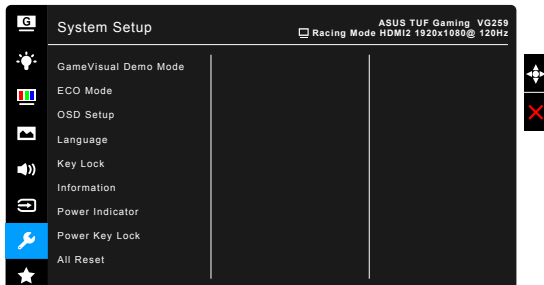 G
System Setup
ASUS TUF Gaming VG259
Racing Mode HDMI2 1920x1080@ 120Hz
GameVisual Demo Mode
ECO Mode
OSD Setup
Language
Key Lock
Information
Power Indicator
Power Key Lock
All Reset